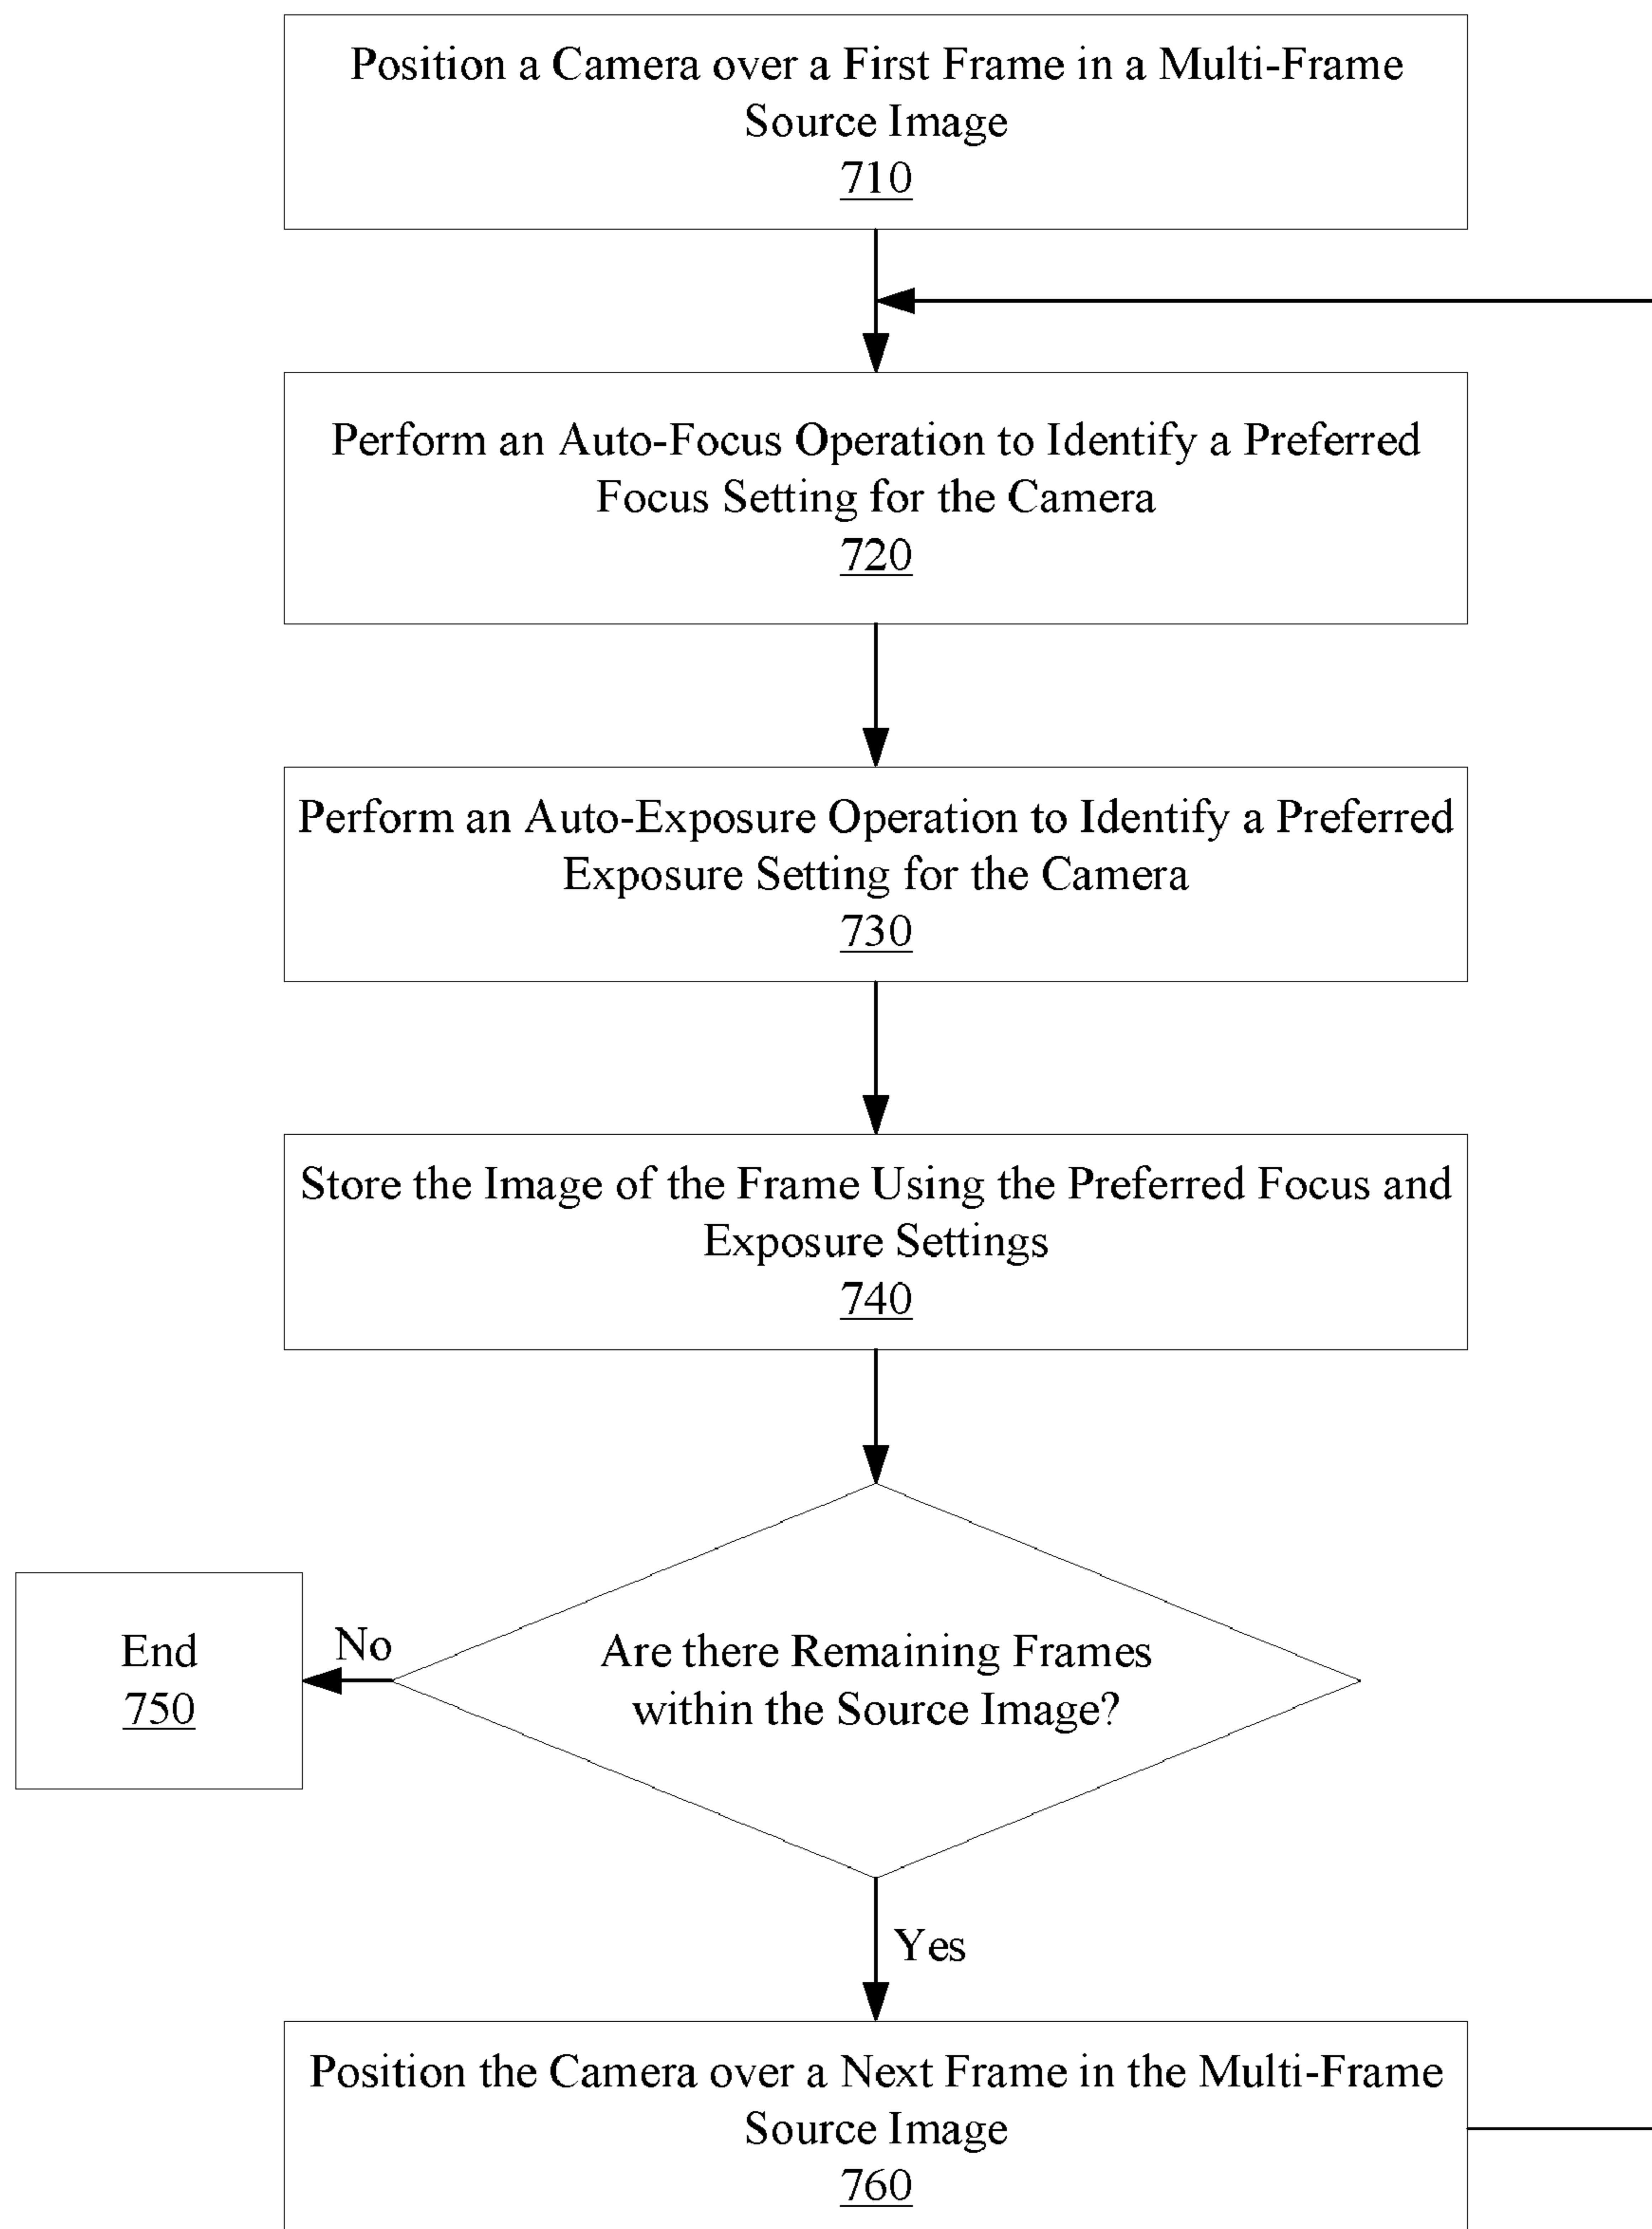 Position a Camera over a First Frame in a Multi-Frame
Source Image
710
Perform an Auto-Focus Operation to Identify a Preferred
Focus Setting for the Camera
720
Perform an Auto-Exposure Operation to Identify a Preferred
Exposure Setting for the Camera
730
Store the Image of the Frame Using the Preferred Focus and
Exposure Settings
740
Are there Remaining Frames
within the Source Image?
No
End
750
Yes
Position the Camera over a Next Frame in the Multi-Frame
Source Image
760